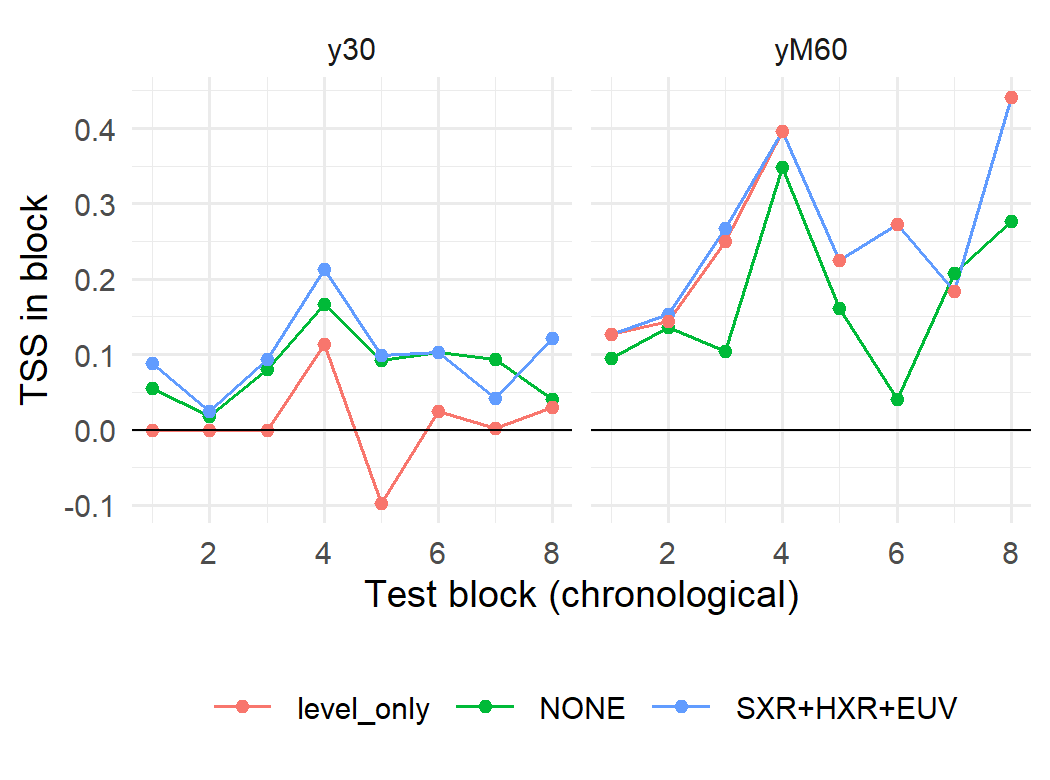 y30 yM60
TSS in block
0.4
0.3
0.2
0.1
0.0
-0.1
2 4 6 8 2 4 6 8
Test block (chronological)
level_only NONE SXR+HXR+EUV